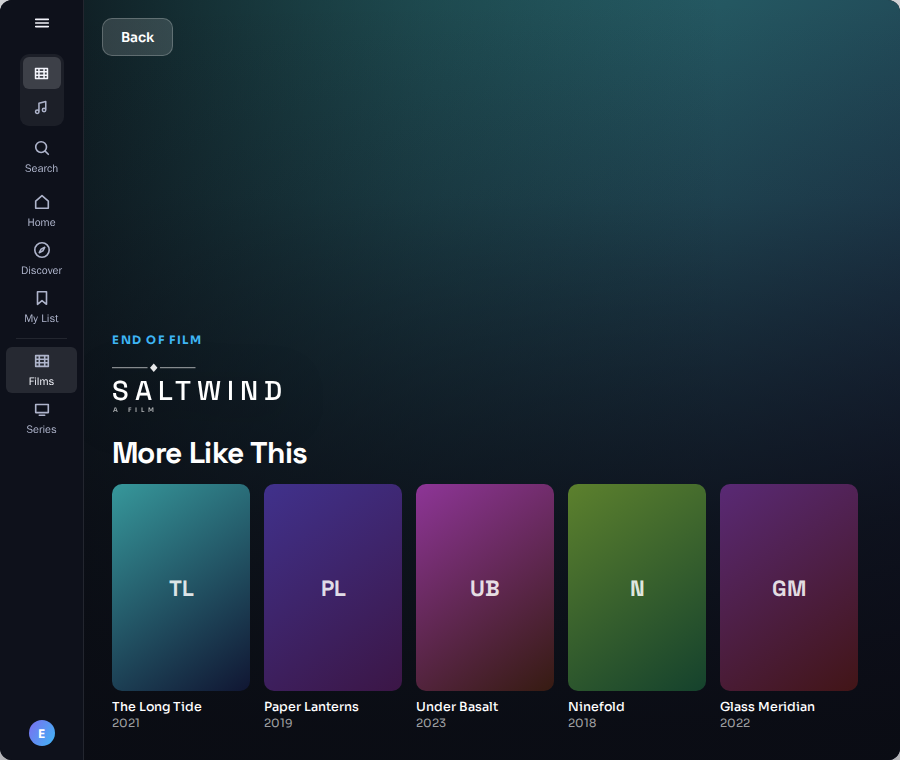 Back
Search
Home
Discover
My List
Films
Series
E
END OF FILM
SALTWIND
A FILM
More Like This
TL
PL
UB
N
GM
The Long Tide
2021
Paper Lanterns
2019
Under Basalt
2023
Ninefold
2018
Glass Meridian
2022